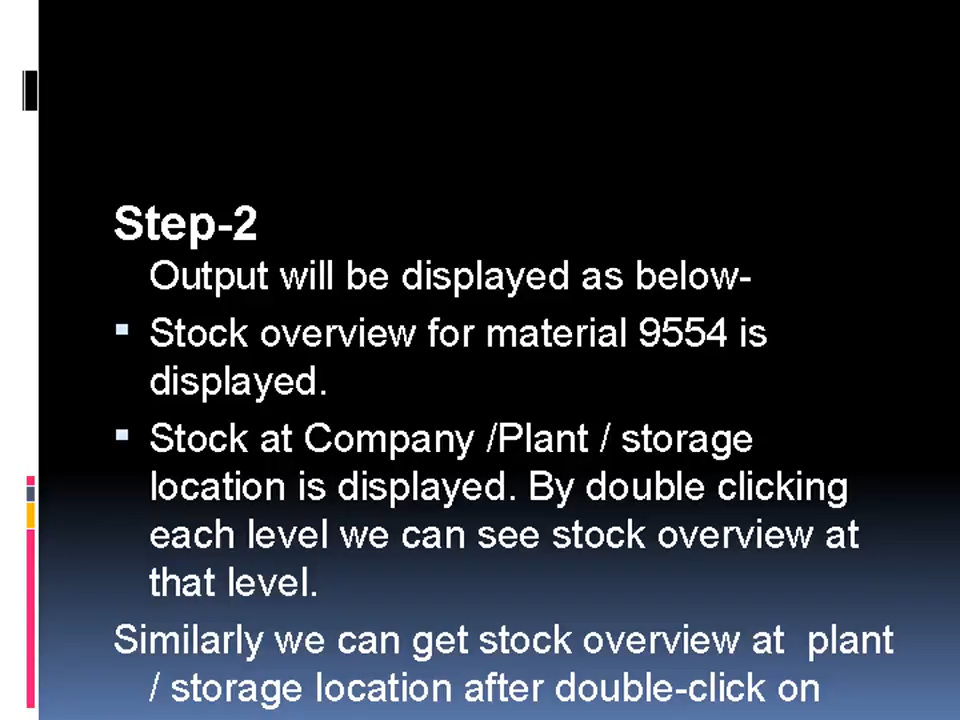 Step-2
Output will be displayed as below-
Stock overview for material 9554 is
displayed.
Stock at Company /Plant / storage
location is displayed. By double clicking
each level we can see stock overview at
that level.
Similarly we can get stock overview at  plant
/ storage location after double-click on